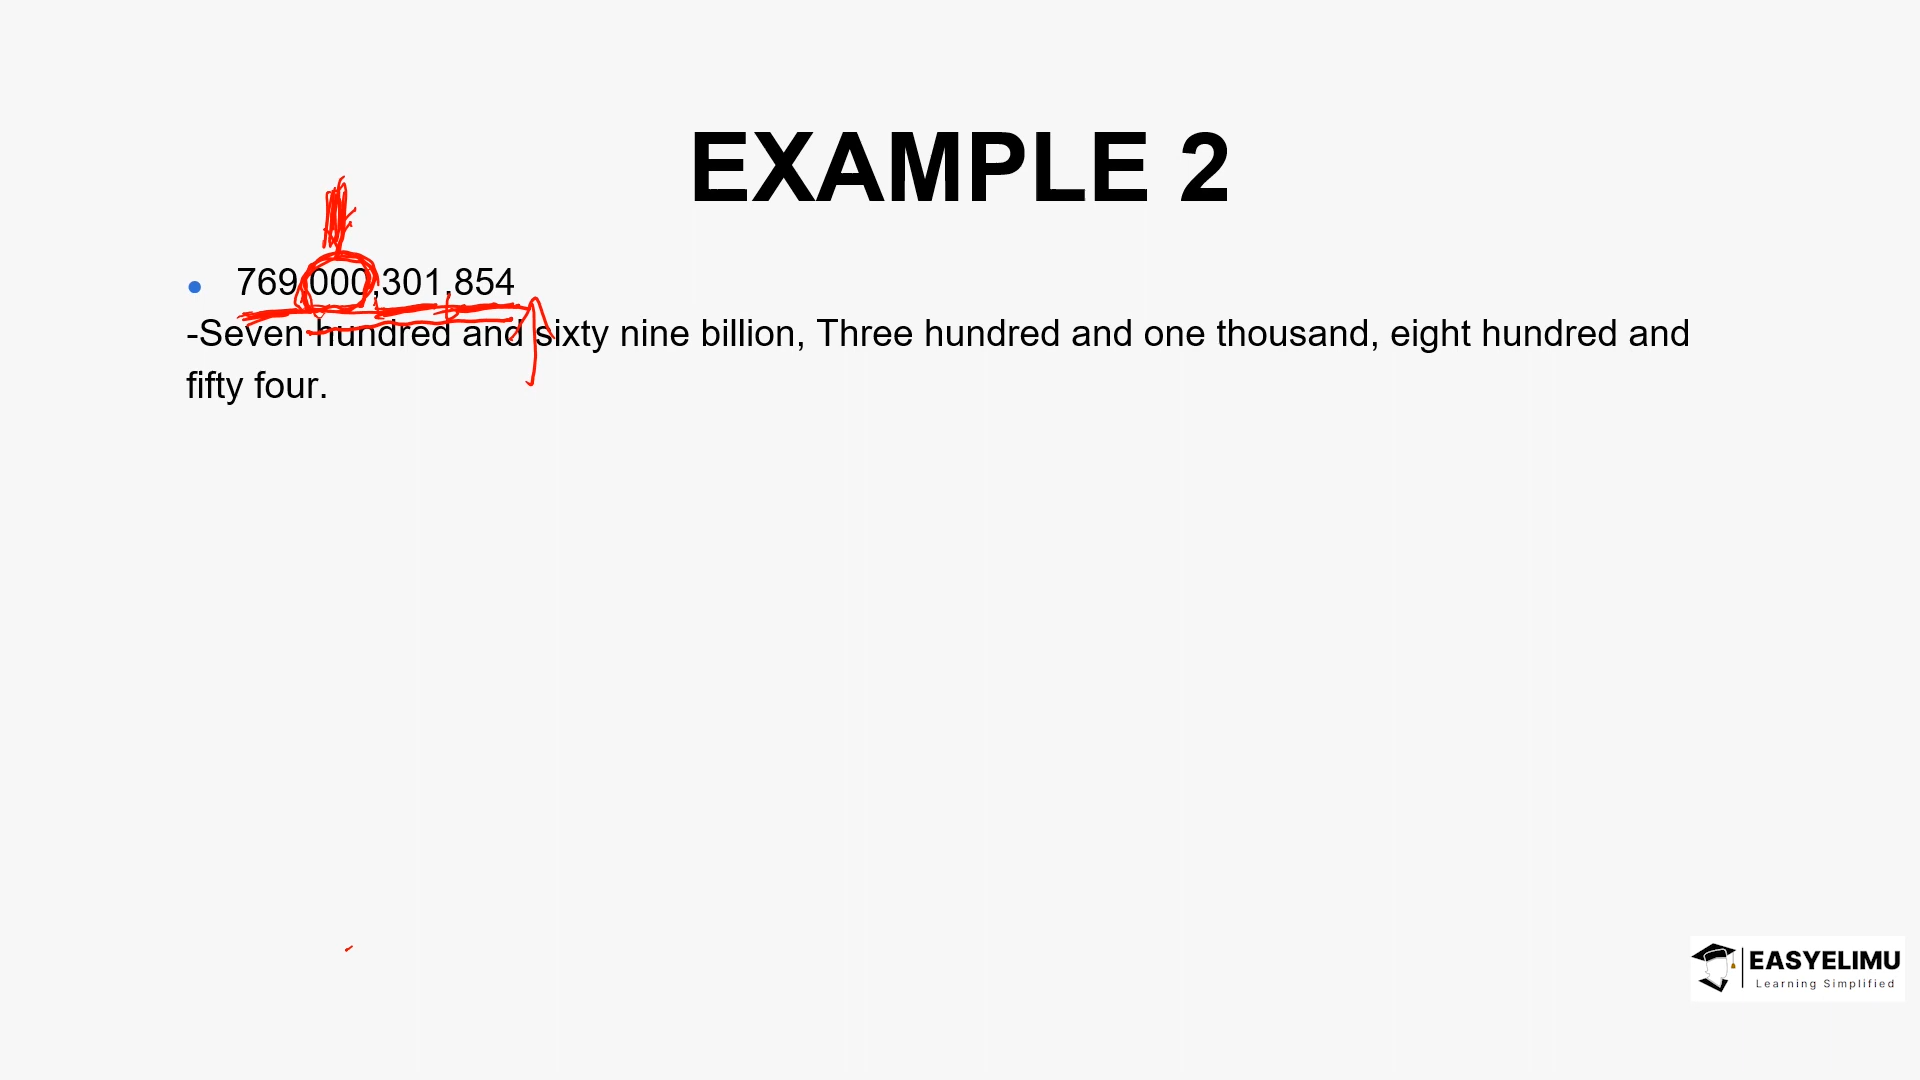 EXAMPLE 2
• 769,000,301,854
-Seven hundred and sixty nine billion, Three hundred and one thousand, eight hundred and
fifty four.
EASYELIMU
Learning Simplified